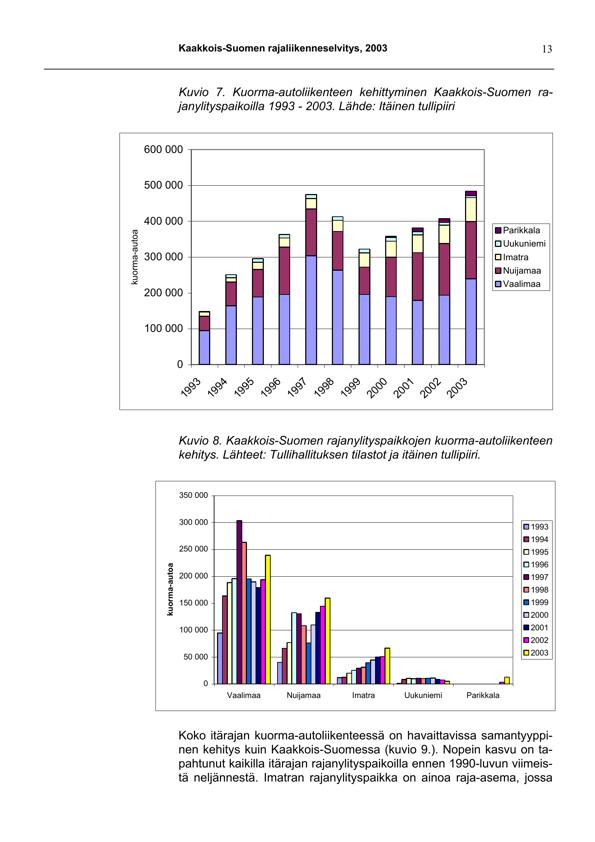 Kaakkois-Suomen rajaliikenneselvitys, 2003 13
Kuvio 7. Kuorma-autoliikenteen kehittyminen Kaakkois-Suomen ra-
janylityspaikoilla 1993 - 2003. Lähde: Itäinen tullipiiri
600 000
500 000
400 000
300 000
200 000
100 000
0
kuorma-autoa
1993 1994 1995 1996 1997 1998 1999 2000 2001 2002 2003
Parikkala
Uukuniemi
Imatra
Nuijamaa
Vaalimaa
Kuvio 8. Kaakkois-Suomen rajanylityspaikkojen kuorma-autoliikenteen
kehitys. Lähteet: Tullihallituksen tilastot ja itäinen tullipiiri.
350 000
300 000
250 000
200 000
150 000
100 000
50 000
0
kuorma-autoa
Vaalimaa Nuijamaa Imatra Uukuniemi Parikkala
1993
1994
1995
1996
1997
1998
1999
2000
2001
2002
2003
Koko itärajan kuorma-autoliikenteessä on havaittavissa samantyyppi-
nen kehitys kuin Kaakkois-Suomessa (kuvio 9.). Nopein kasvu on ta-
pahtunut kaikilla itärajan rajanylityspaikoilla ennen 1990-luvun viimeis-
tä neljännestä. Imatran rajanylityspaikka on ainoa raja-asema, jossa